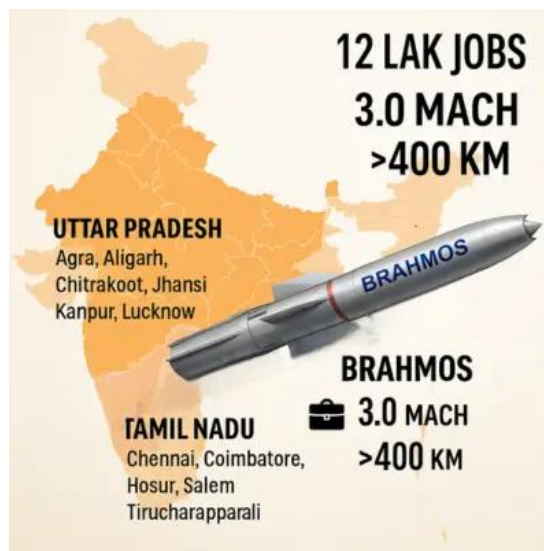 12 LAK JOBS
3.0 MACH
>400 KM
UTTAR PRADESH
Agra, Aligarh,
Chitrakoot, Jhansi
Kanpur, Lucknow
BRAHMOS
BRAHMOS
3.0 MACH
>400 KM
TAMIL NADU
Chennai, Coimbatore,
Hosur, Salem
Tirucharapparali